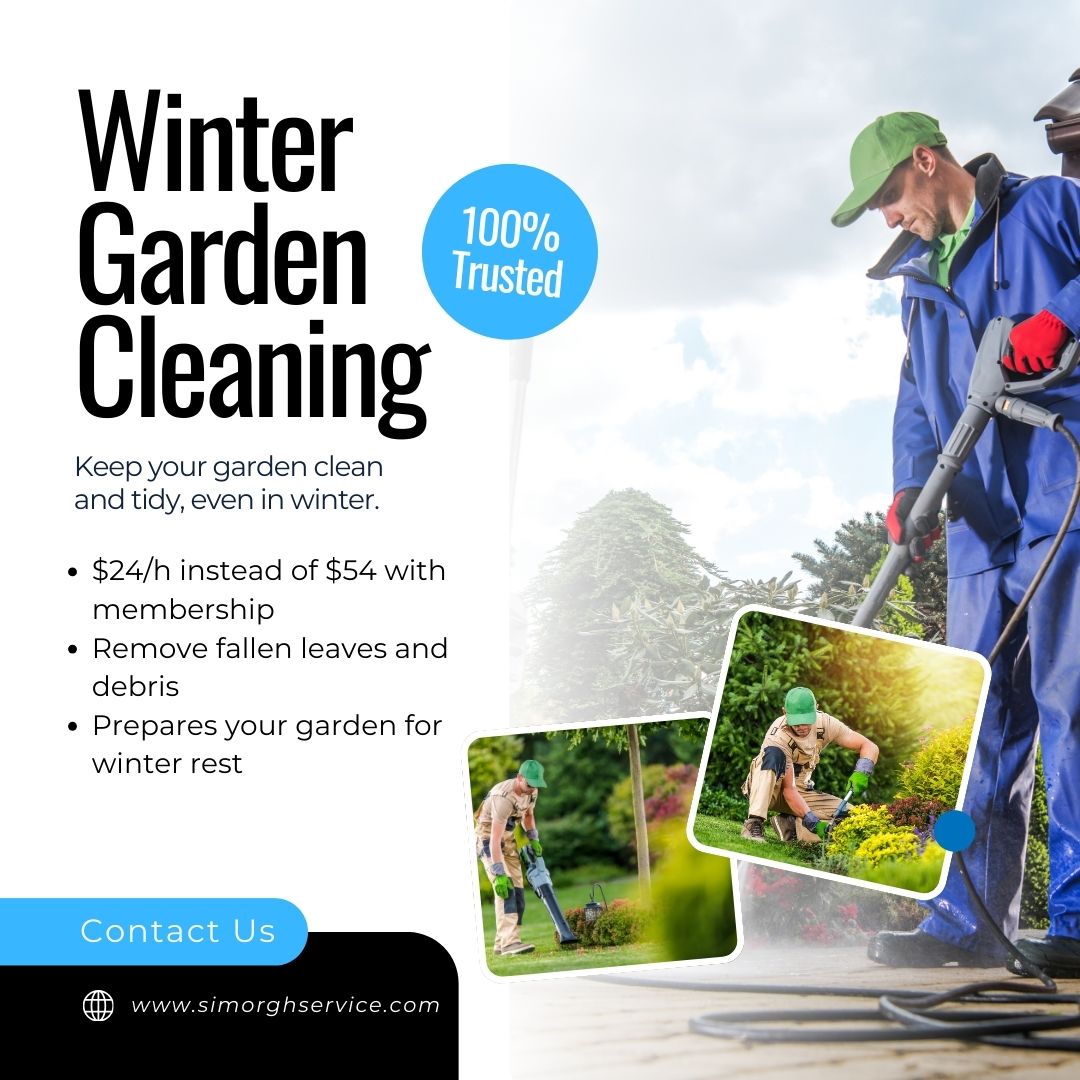 Winter
Garden
Cleaning
100%
Trusted
Keep your garden clean
and tidy, even in winter.
• $24/h instead of $54 with
membership
• Remove fallen leaves and
debris
• Prepares your garden for
winter rest
Contact Us
www.simorghservice.com